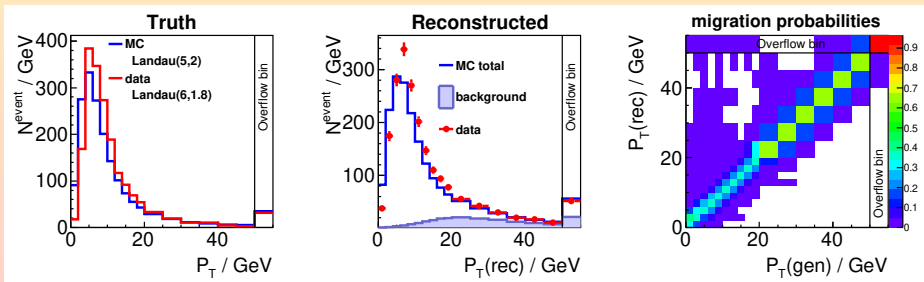 Truth
N^event / GeV
400
300
200
100
0
MC
Landau(5,2)
data
Landau(6,1.8)
Overflow bin
0 20 40
P_T / GeV
Reconstructed
N^event / GeV
300
200
100
MC total
background
data
Overflow bin
0 20 40
P_T(rec) / GeV
migration probabilities
P_T(rec) / GeV
40
20
0
Overflow bin
Overflow bin
0.9
0.8
0.7
0.6
0.5
0.4
0.3
0.2
0.1
0
0 20 40
P_T(gen) / GeV